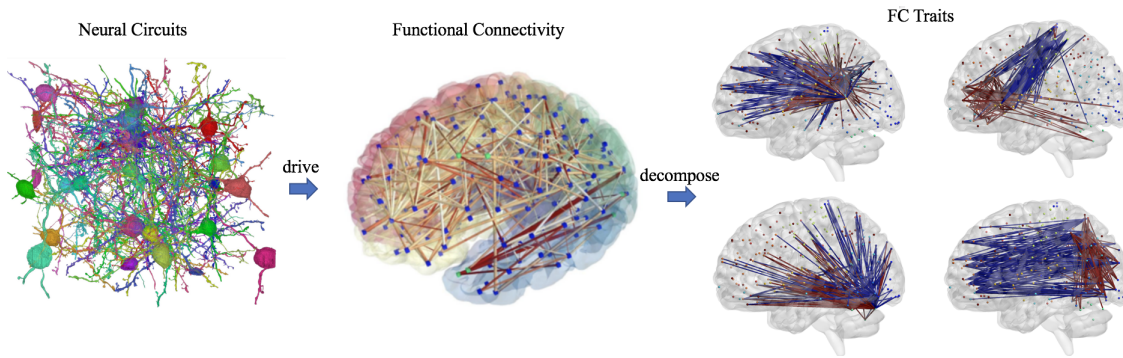 Neural Circuits
Functional Connectivity
FC Traits
drive
decompose